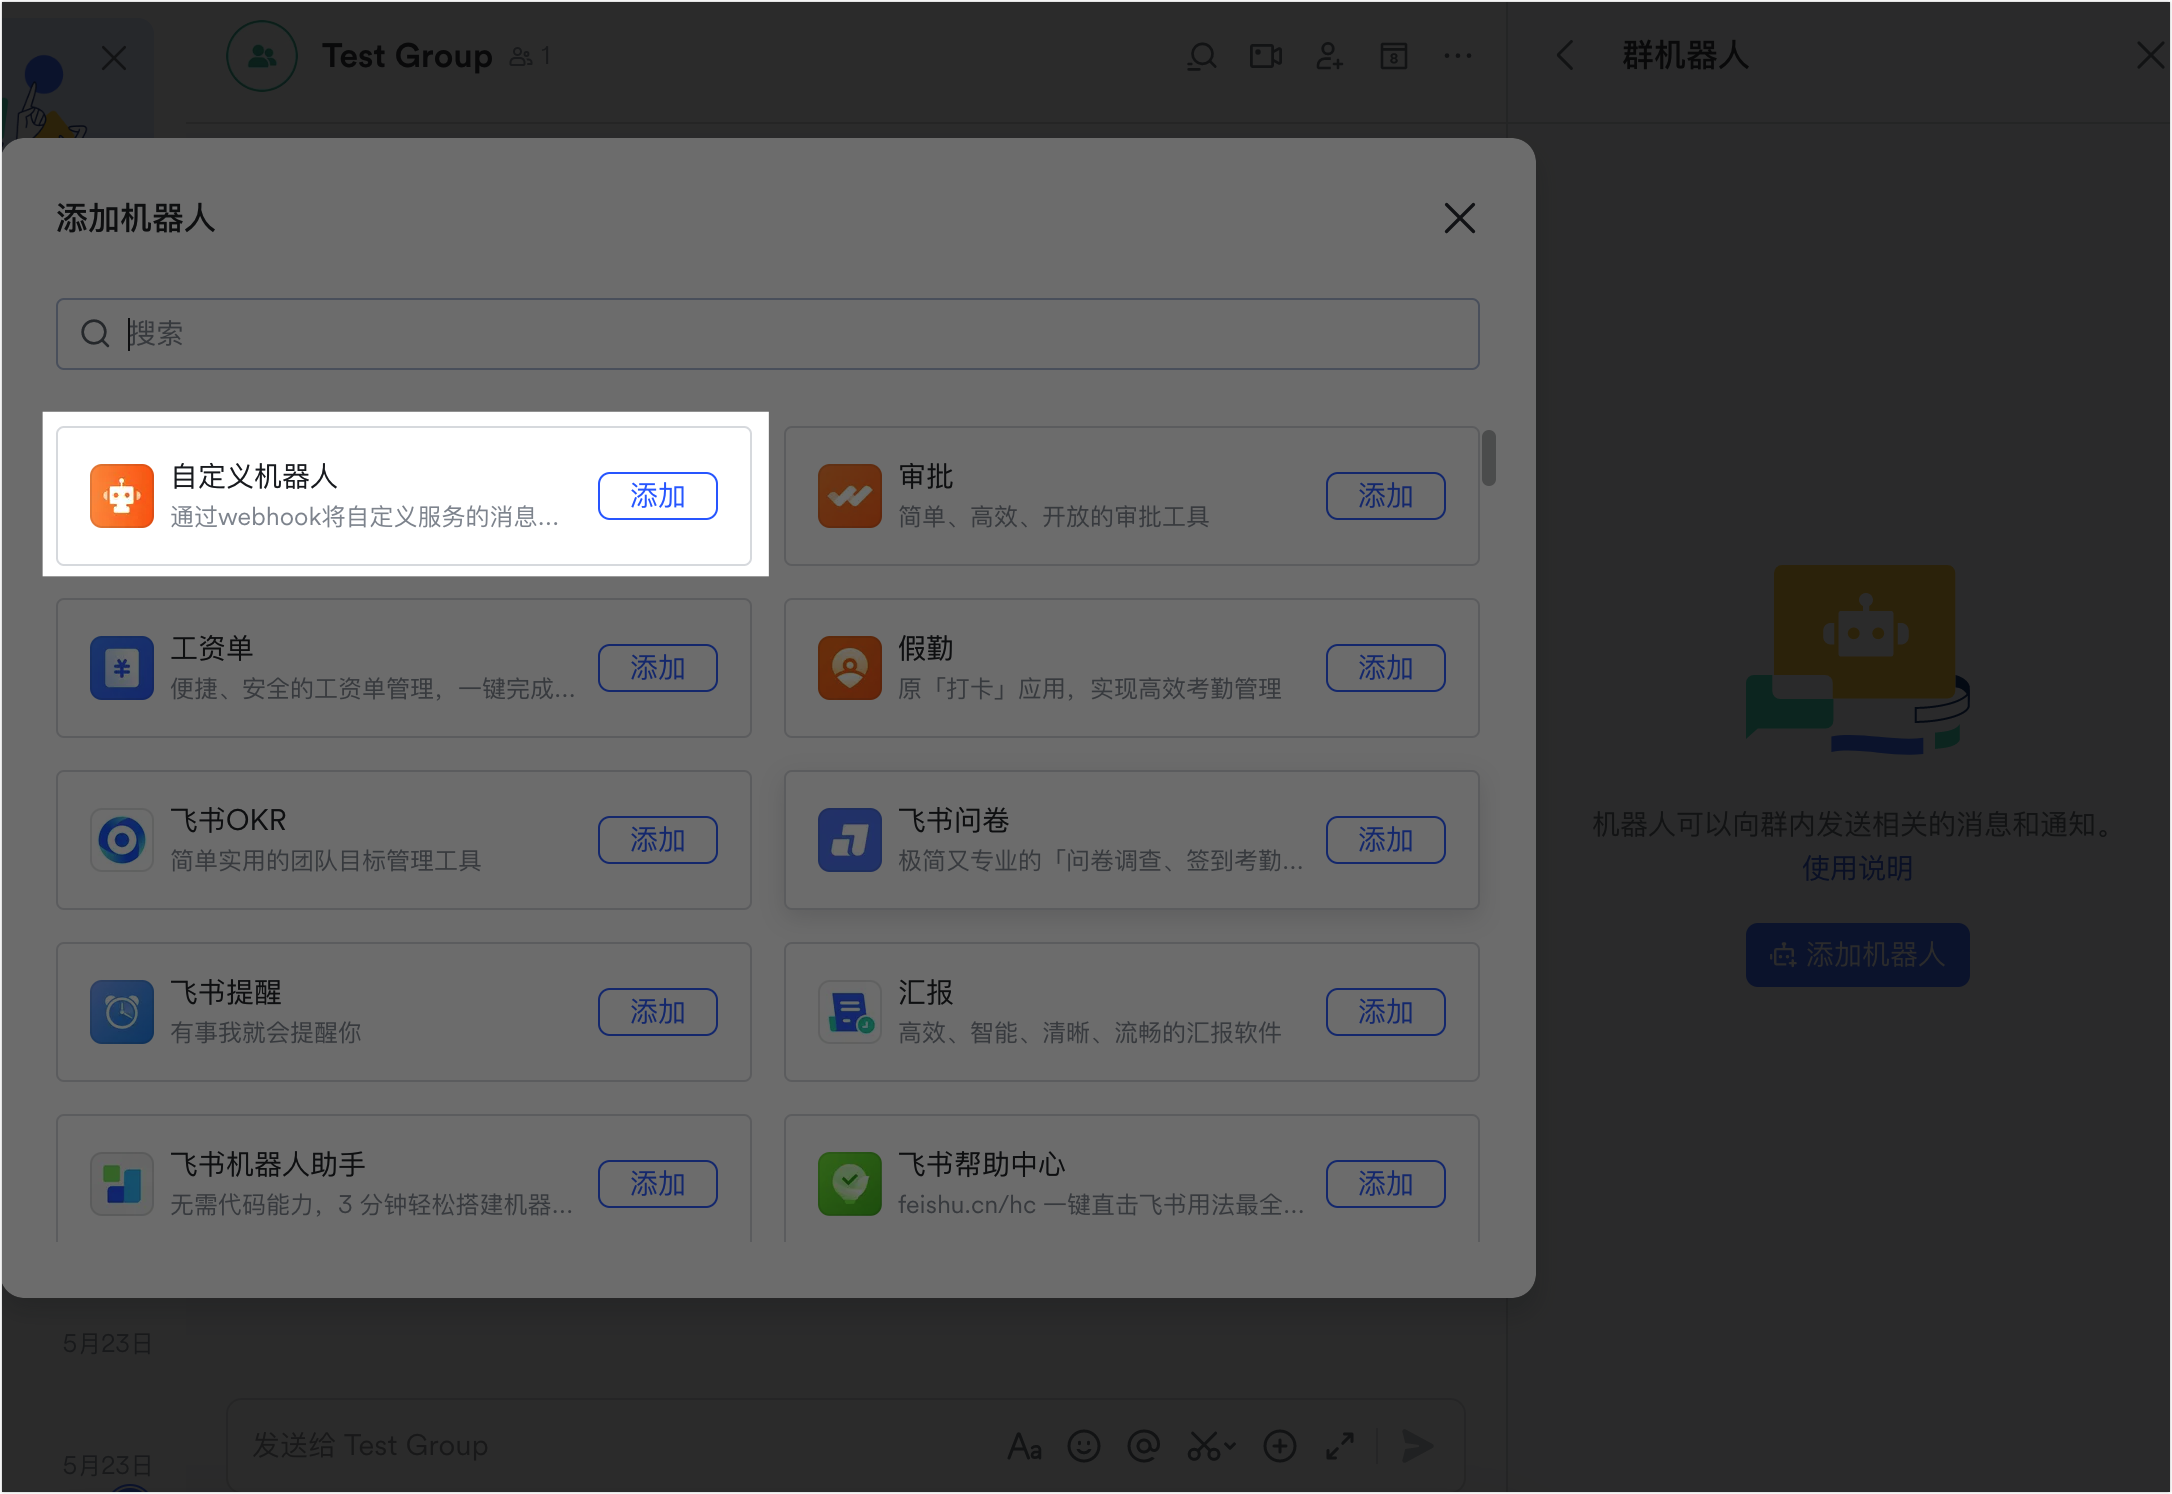 Test Group 1
群机器人
添加机器人
搜索
自定义机器人
通过webhook将自定义服务的消息...
添加
审批
简单、高效、开放的审批工具
添加
工资单
便捷、安全的工资单管理，一键完成...
添加
假勤
原「打卡」应用，实现高效考勤管理
添加
飞书OKR
简单实用的团队目标管理工具
添加
飞书问卷
极简又专业的「问卷调查、签到考勤...
添加
飞书提醒
有事我就会提醒你
添加
汇报
高效、智能、清晰、流畅的汇报软件
添加
飞书机器人助手
无需代码能力，3 分钟轻松搭建机器...
添加
飞书帮助中心
feishu.cn/hc 一键直击飞书用法最全...
添加
机器人可以向群内发送相关的消息和通知。
使用说明
添加机器人
5月23日
5月23日
发送给 Test Group